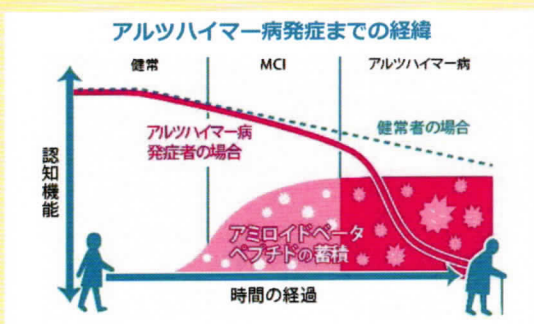 アルツハイマー病発症までの経緯
健常
MCI
アルツハイマー病
健常者の場合
アルツハイマー病
発症者の場合
認知機能
アミロイドベータ
ペプチドの蓄積
時間の経過